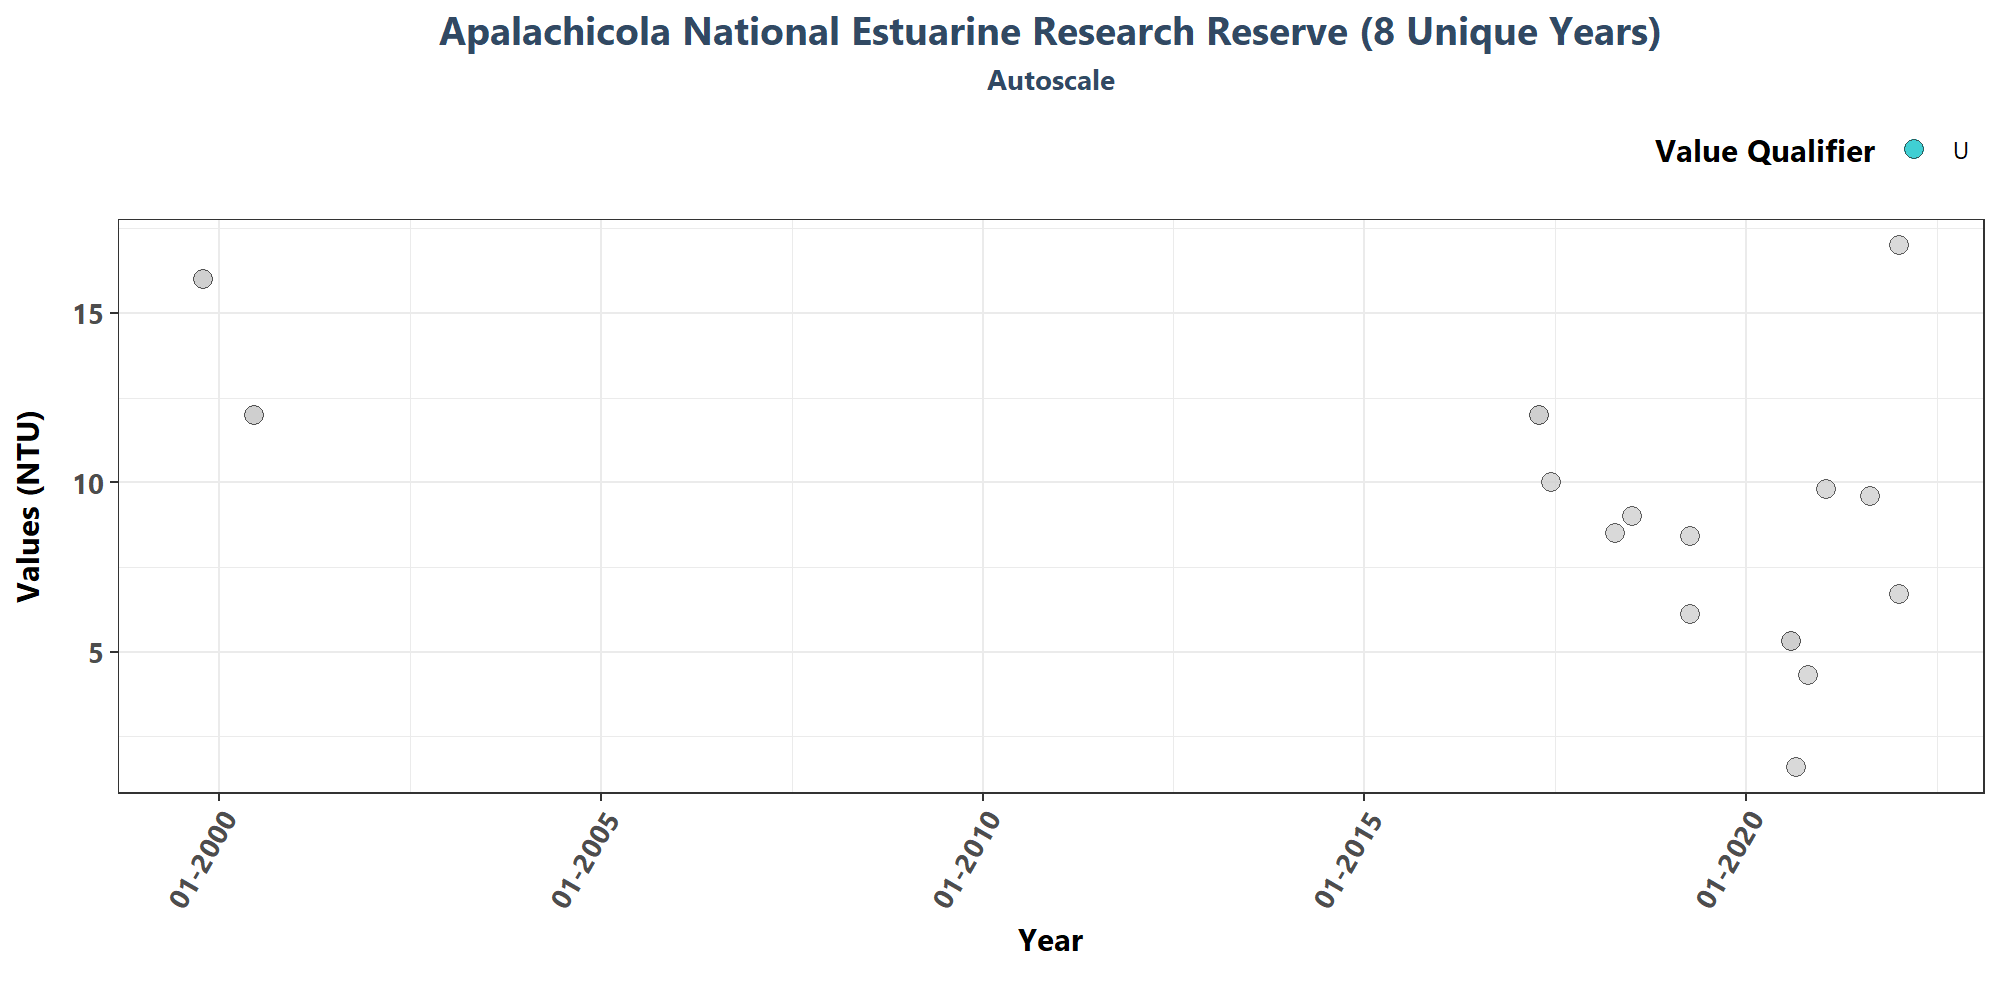 Apalachicola National Estuarine Research Reserve (8 Unique Years)
Autoscale
Value Qualifier U
15
10
5
Values (NTU)
01-2000
01-2005
01-2010
01-2015
01-2020
Year